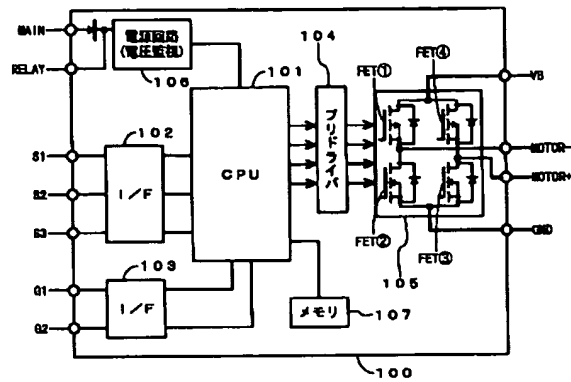 MAIN
電源回路
(電圧監視)
RELAY
106
101
104
FET①
FET④
VB
102
S1
S2
S3
I/F
CPU
プリドライバ
MOTOR-
MOTOR+
103
G1
G2
I/F
FET②
FET③
GND
105
メモリ
107
100